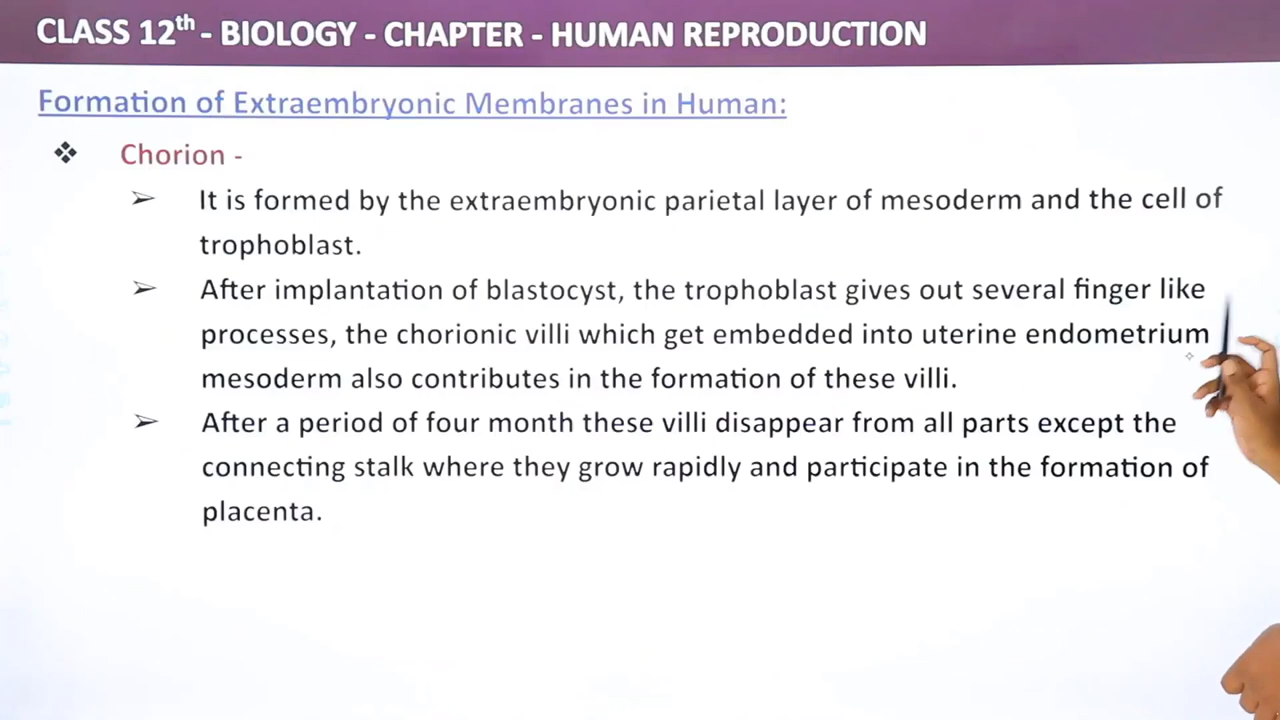 CLASS 12th - BIOLOGY - CHAPTER - HUMAN REPRODUCTION
Formation of Extraembryonic Membranes in Human:
Chorion -
It is formed by the extraembryonic parietal layer of mesoderm and the cell of
trophoblast.
After implantation of blastocyst, the trophoblast gives out several finger like
processes, the chorionic villi which get embedded into uterine endometrium
mesoderm also contributes in the formation of these villi.
After a period of four month these villi disappear from all parts except the
connecting stalk where they grow rapidly and participate in the formation of
placenta.